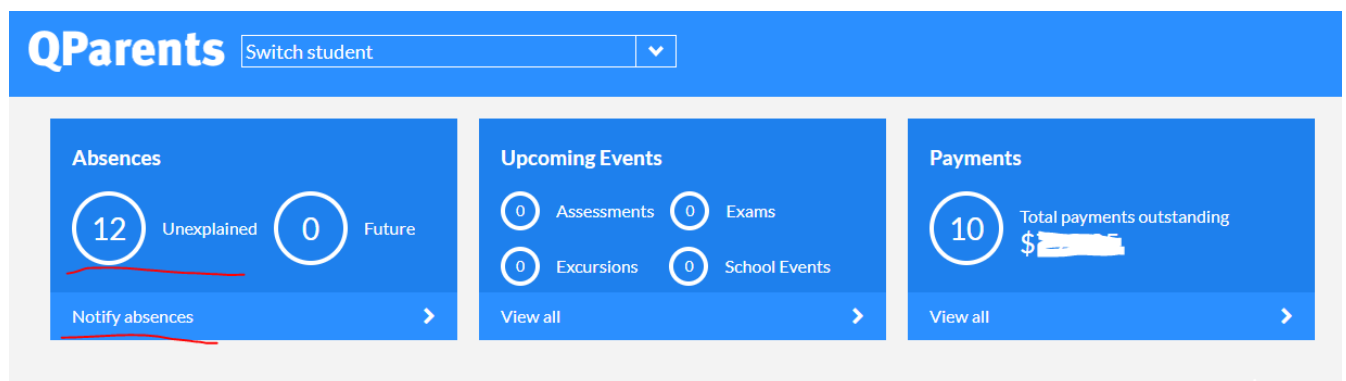 QParents Switch student
Absences
12 Unexplained 0 Future
Notify absences
Upcoming Events
0 Assessments 0 Exams
0 Excursions 0 School Events
View all
Payments
10 Total payments outstanding
$
View all